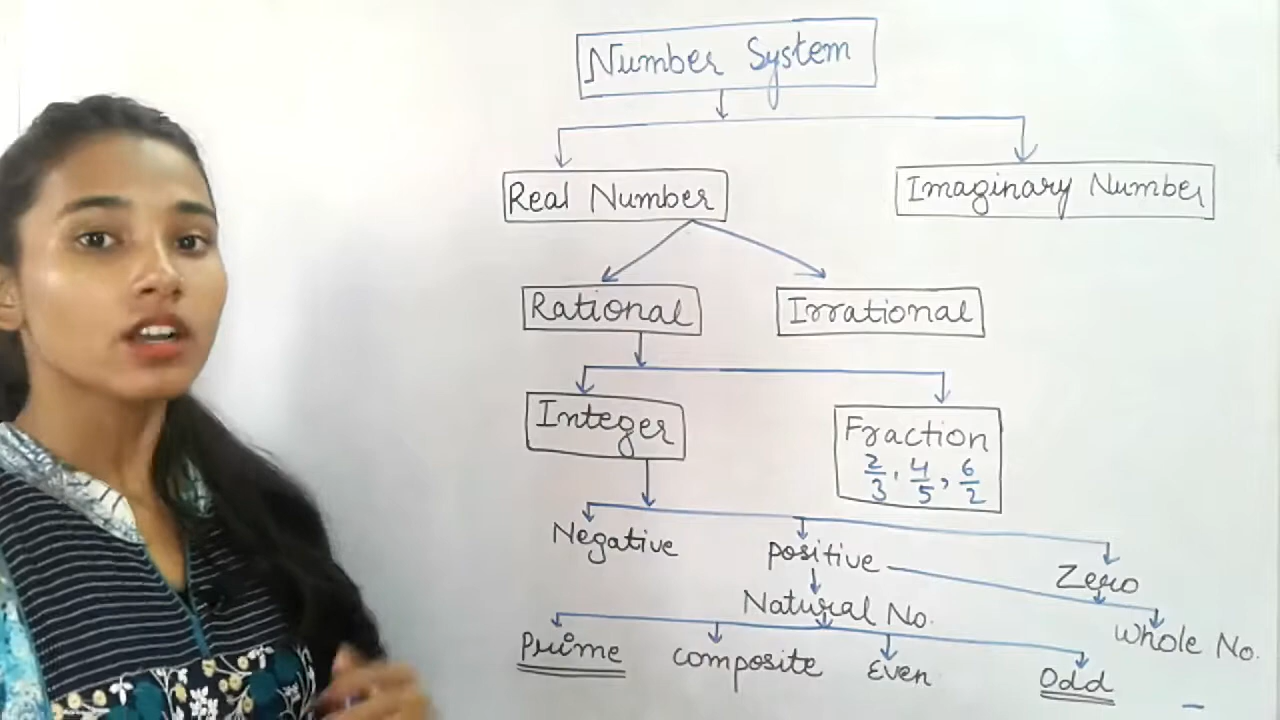 Number System
Real Number
Imaginary Number
Rational
Irrational
Integer
Fraction
2/3, 4/5, 6/2
Negative
positive
Zero
Natural No.
Whole No.
Prime
composite
Even
Odd